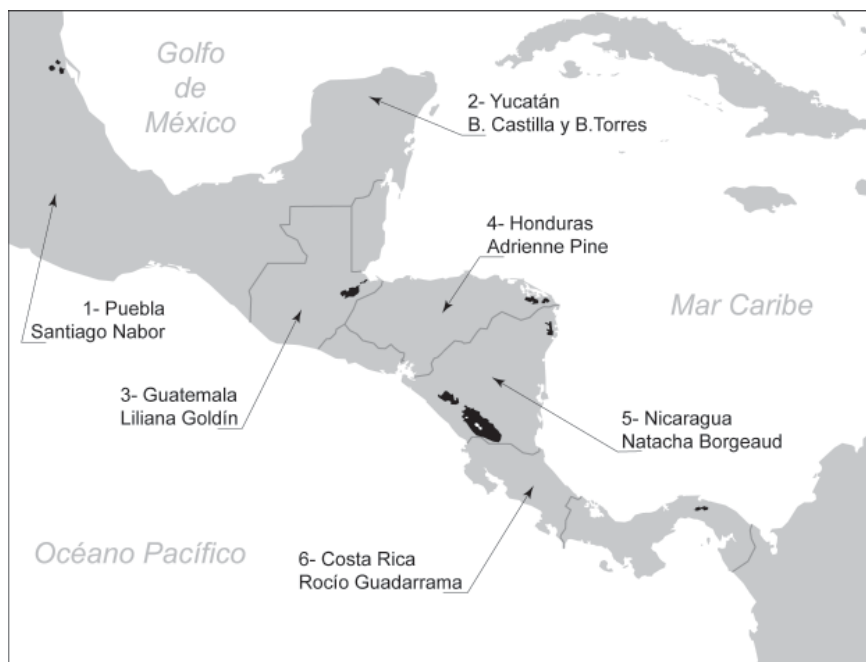 Golfo
de
México
2- Yucatán
B. Castilla y B.Torres
4- Honduras
Adrienne Pine
Mar Caribe
1- Puebla
Santiago Nabor
3- Guatemala
Liliana Goldín
5- Nicaragua
Natacha Borgeaud
Océano Pacífico
6- Costa Rica
Rocío Guadarrama